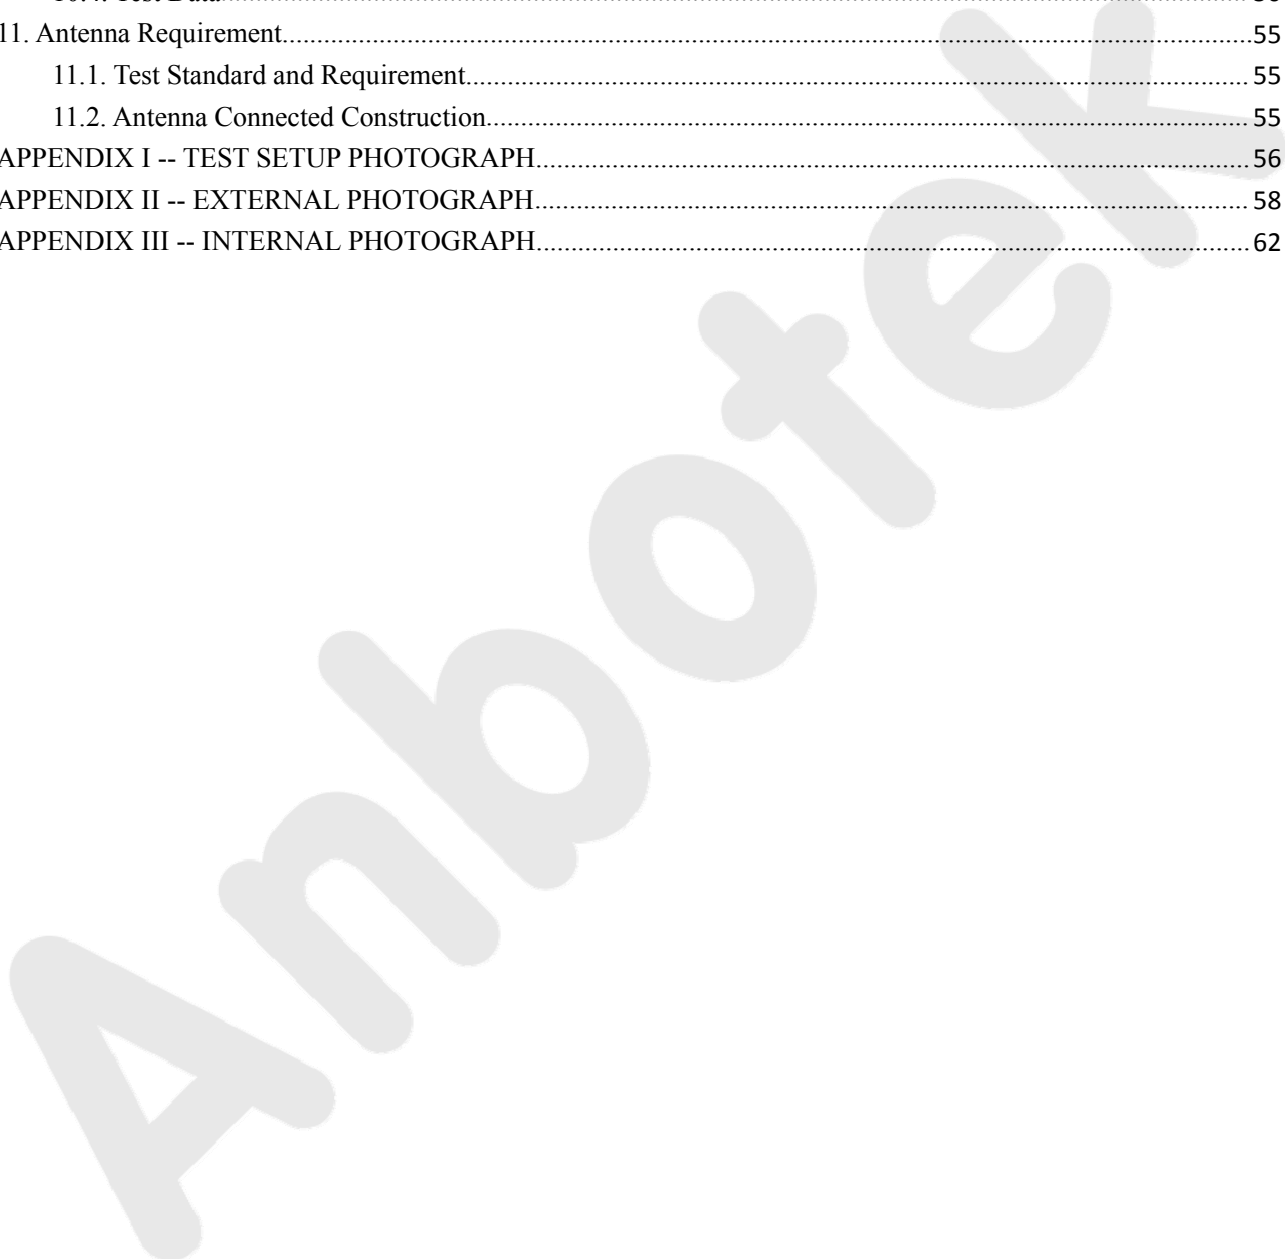 11. Antenna Requirement 55
11.1. Test Standard and Requirement 55
11.2. Antenna Connected Construction 55
APPENDIX I -- TEST SETUP PHOTOGRAPH 56
APPENDIX II -- EXTERNAL PHOTOGRAPH 58
APPENDIX III -- INTERNAL PHOTOGRAPH 62
Anbotek